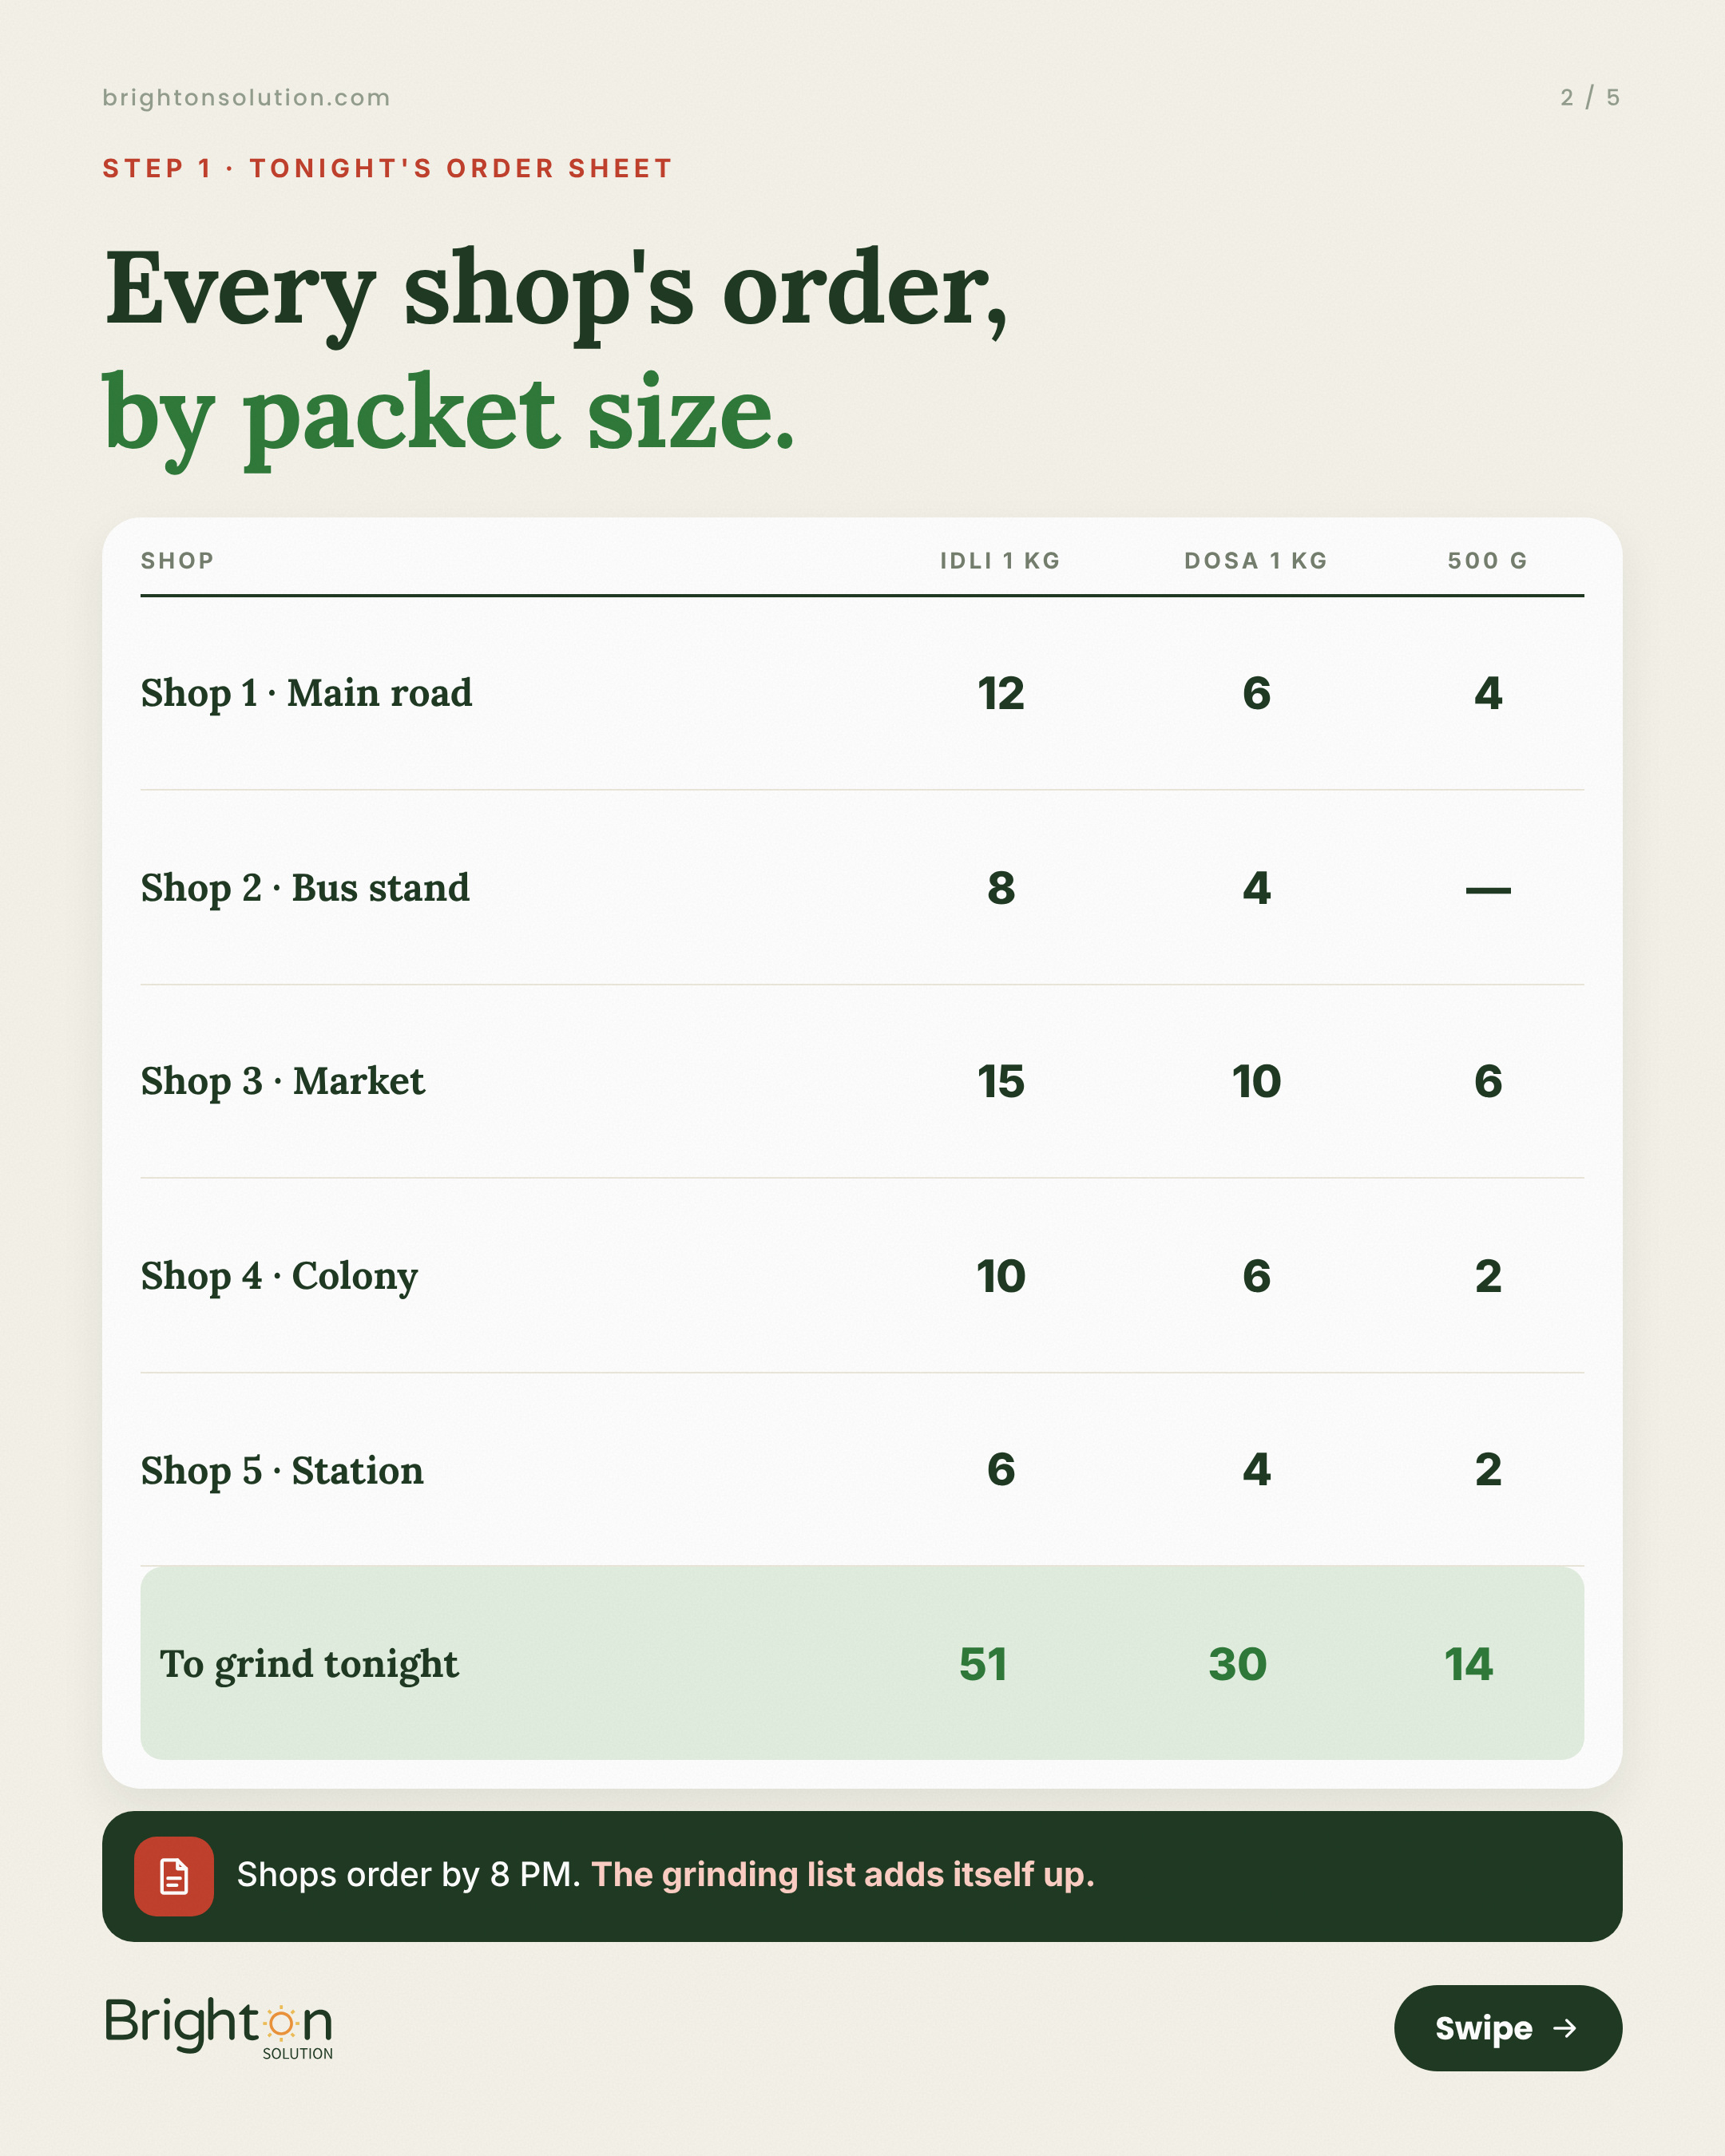 brightonsolution.com 2 / 5
STEP 1 · TONIGHT'S ORDER SHEET
Every shop's order,
by packet size.
SHOP IDLI 1 KG DOSA 1 KG 500 G
Shop 1 · Main road 12 6 4
Shop 2 · Bus stand 8 4 —
Shop 3 · Market 15 10 6
Shop 4 · Colony 10 6 2
Shop 5 · Station 6 4 2
To grind tonight 51 30 14
Shops order by 8 PM. The grinding list adds itself up.
Brighton Swipe →
SOLUTION